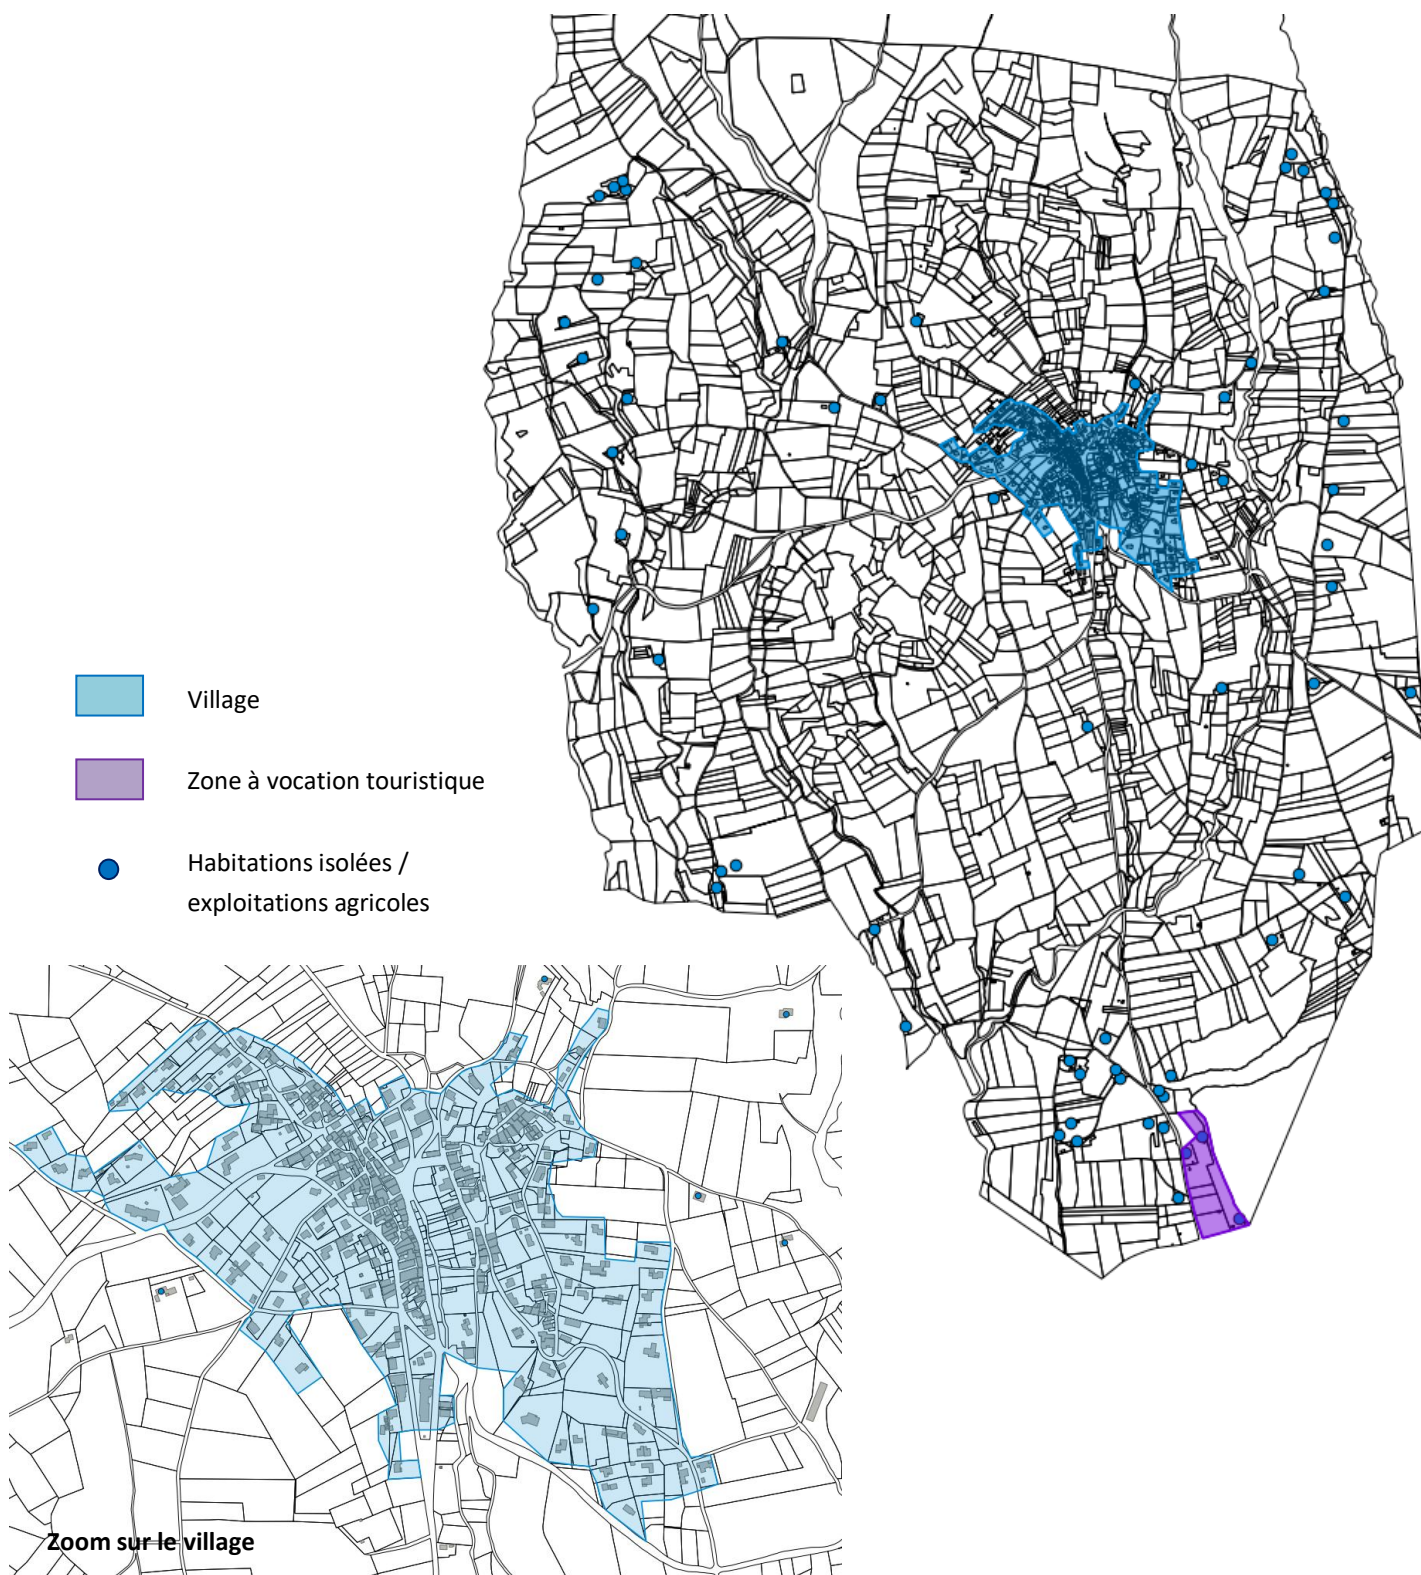 Village
Zone à vocation touristique
Habitations isolées /
exploitations agricoles
Zoom sur le village